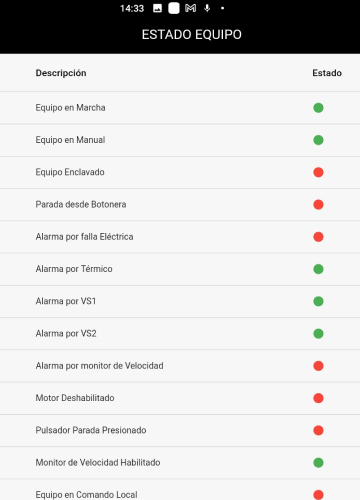 14:33
ESTADO EQUIPO
Descripción Estado
Equipo en Marcha
Equipo en Manual
Equipo Enclavado
Parada desde Botonera
Alarma por falla Eléctrica
Alarma por Térmico
Alarma por VS1
Alarma por VS2
Alarma por monitor de Velocidad
Motor Deshabilitado
Pulsador Parada Presionado
Monitor de Velocidad Habilitado
Equipo en Comando Local